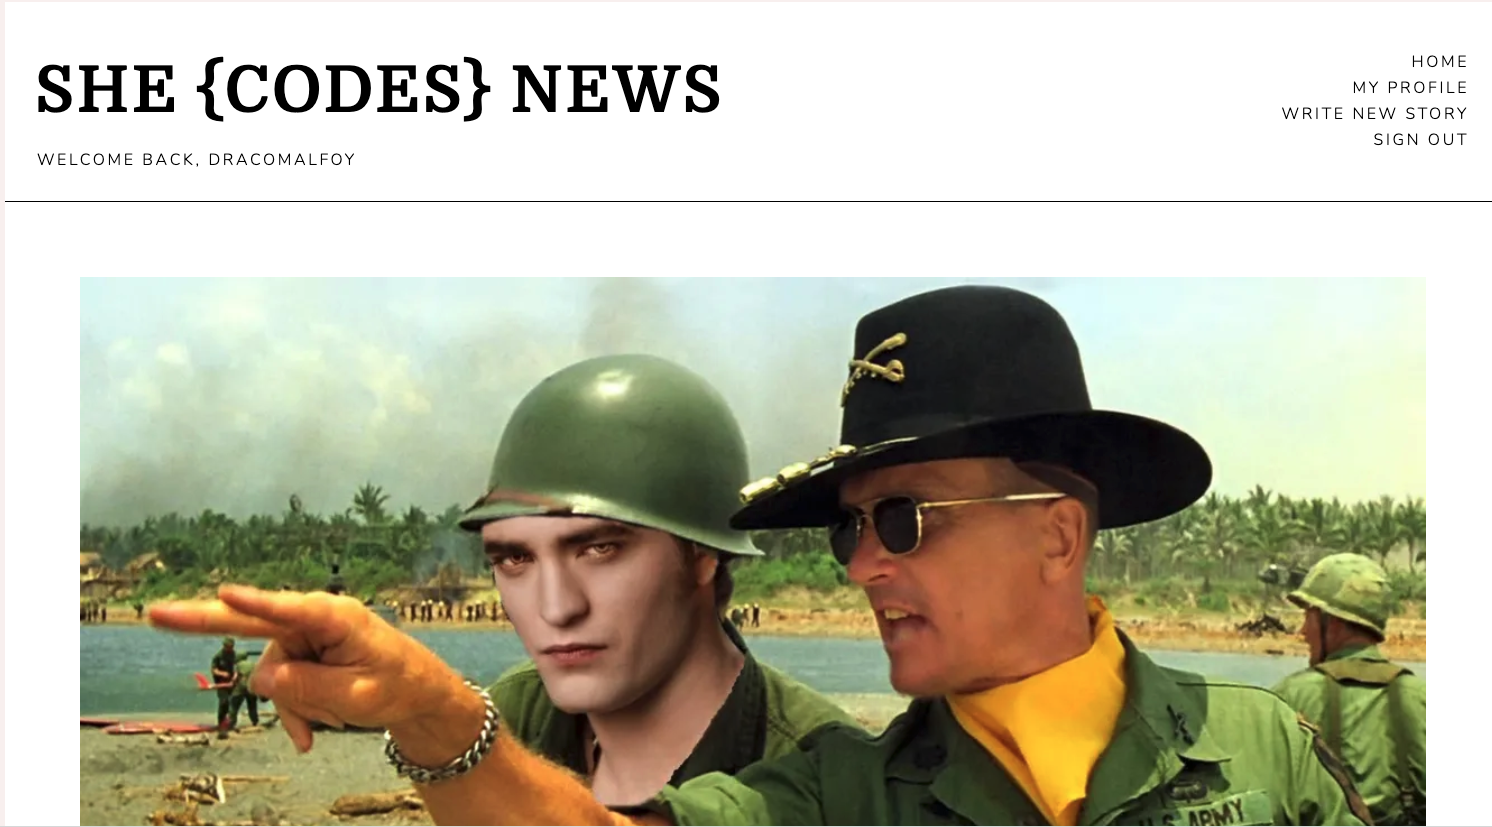 SHE {CODES} NEWS
WELCOME BACK, DRACOMALFOY
HOME
MY PROFILE
WRITE NEW STORY
SIGN OUT
U.S. ARMY